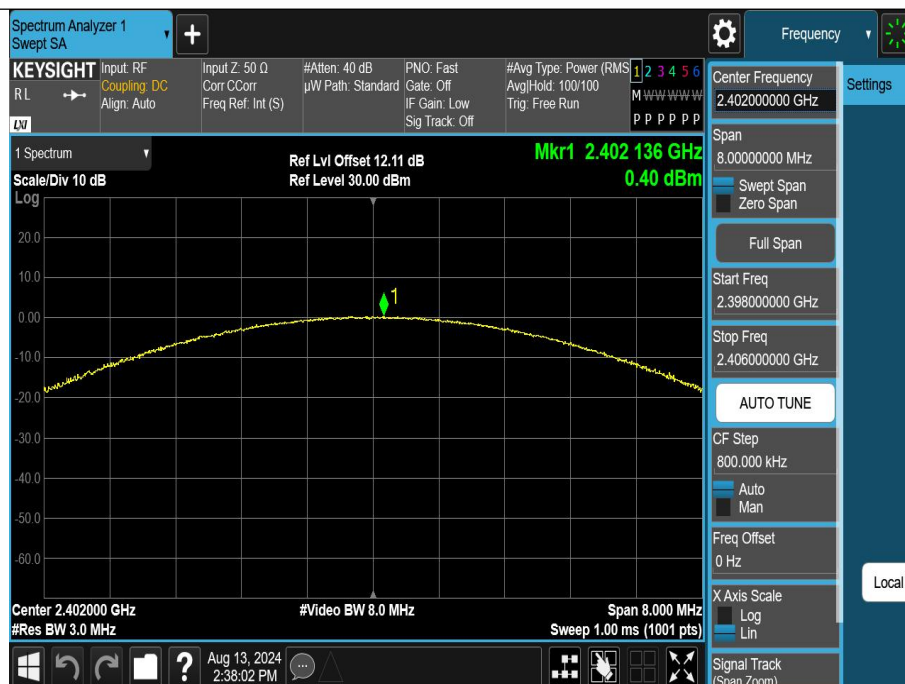 Spectrum Analyzer 1
Swept SA
Frequency
KEYSIGHT
R L
LXI
Input: RF
Coupling: DC
Align: Auto
Input Z: 50 Ω
Corr CCorr
Freq Ref: Int (S)
#Atten: 40 dB
µW Path: Standard
PNO: Fast
Gate: Off
IF Gain: Low
Sig Track: Off
#Avg Type: Power (RMS
Avg|Hold: 100/100
Trig: Free Run
1 2 3 4 5 6
M W W W W W
P P P P P P
1 Spectrum
Scale/Div 10 dB
Log
Ref Lvl Offset 12.11 dB
Ref Level 30.00 dBm
Mkr1 2.402 136 GHz
0.40 dBm
20.0
10.0
0.00
-10.0
-20.0
-30.0
-40.0
-50.0
-60.0
1
Center 2.402000 GHz
#Res BW 3.0 MHz
#Video BW 8.0 MHz
Span 8.000 MHz
Sweep 1.00 ms (1001 pts)
Aug 13, 2024
2:38:02 PM
Center Frequency
2.402000000 GHz
Span
8.00000000 MHz
Swept Span
Zero Span
Full Span
Start Freq
2.398000000 GHz
Stop Freq
2.406000000 GHz
AUTO TUNE
CF Step
800.000 kHz
Auto
Man
Freq Offset
0 Hz
X Axis Scale
Log
Lin
Signal Track
(Span Zoom)
Settings
Local